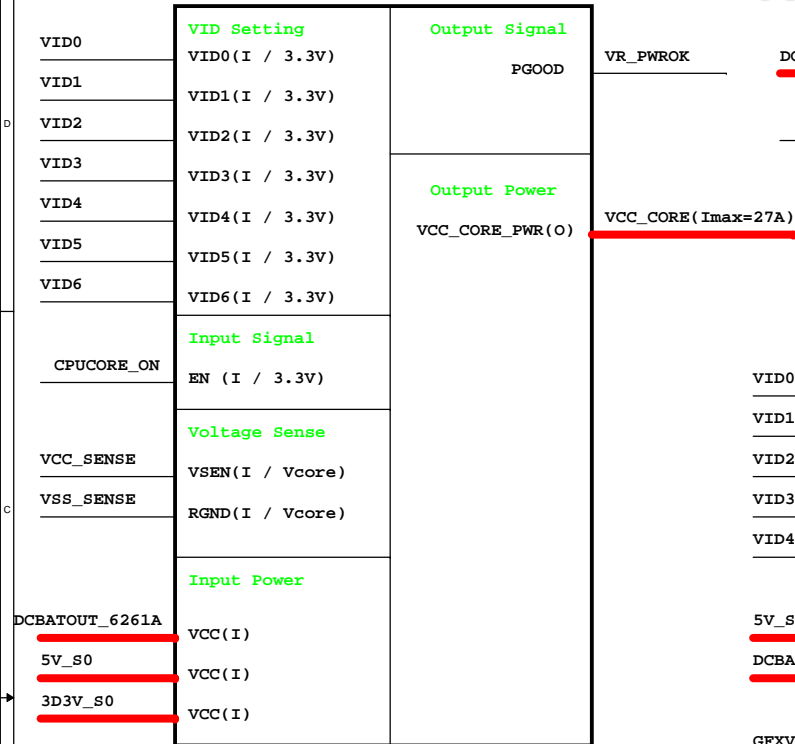 VID Setting
Output Signal
VID0
VID0(I / 3.3V)
PGOOD
VR_PWROK
VID1
VID1(I / 3.3V)
D
VID2
VID2(I / 3.3V)
VID3
VID3(I / 3.3V)
Output Power
VID4
VID4(I / 3.3V)
VCC_CORE_PWR(O)
VCC_CORE(Imax=27A)
VID5
VID5(I / 3.3V)
VID6
VID6(I / 3.3V)
Input Signal
CPUCORE_ON
EN (I / 3.3V)
VID0
Voltage Sense
VID1
VCC_SENSE
VSEN(I / Vcore)
VID2
C
VSS_SENSE
RGND(I / Vcore)
VID3
VID4
Input Power
DCBATOUT_6261A
VCC(I)
5V_S
5V_S0
VCC(I)
DCBA
3D3V_S0
VCC(I)